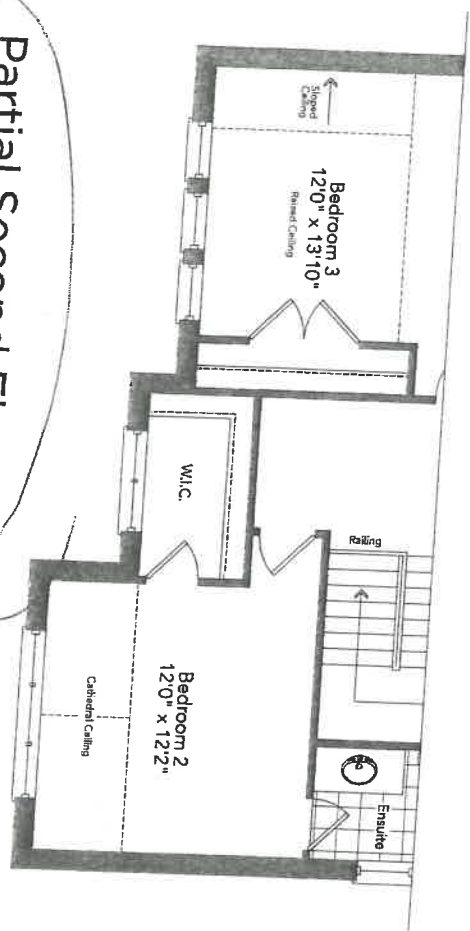 Sloped
Ceiling
Bedroom 3
12'0" x 13'10"
Raised Ceiling
W.I.C.
Railing
Bedroom 2
12'0" x 12'2"
Cathedral Ceiling
Ensuite
Partial Second